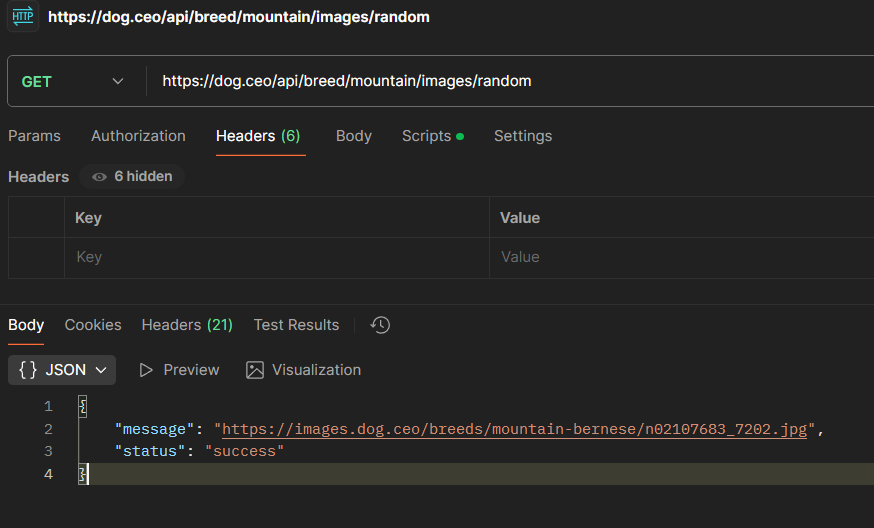 HTTP https://dog.ceo/api/breed/mountain/images/random
GET https://dog.ceo/api/breed/mountain/images/random
Params Authorization Headers (6) Body Scripts Settings
Headers 6 hidden
Key Value
Key Value
Body Cookies Headers (21) Test Results
{ } JSON Preview Visualization
1 {
2 "message": "https://images.dog.ceo/breeds/mountain-bernese/n02107683_7202.jpg",
3 "status": "success"
4 }